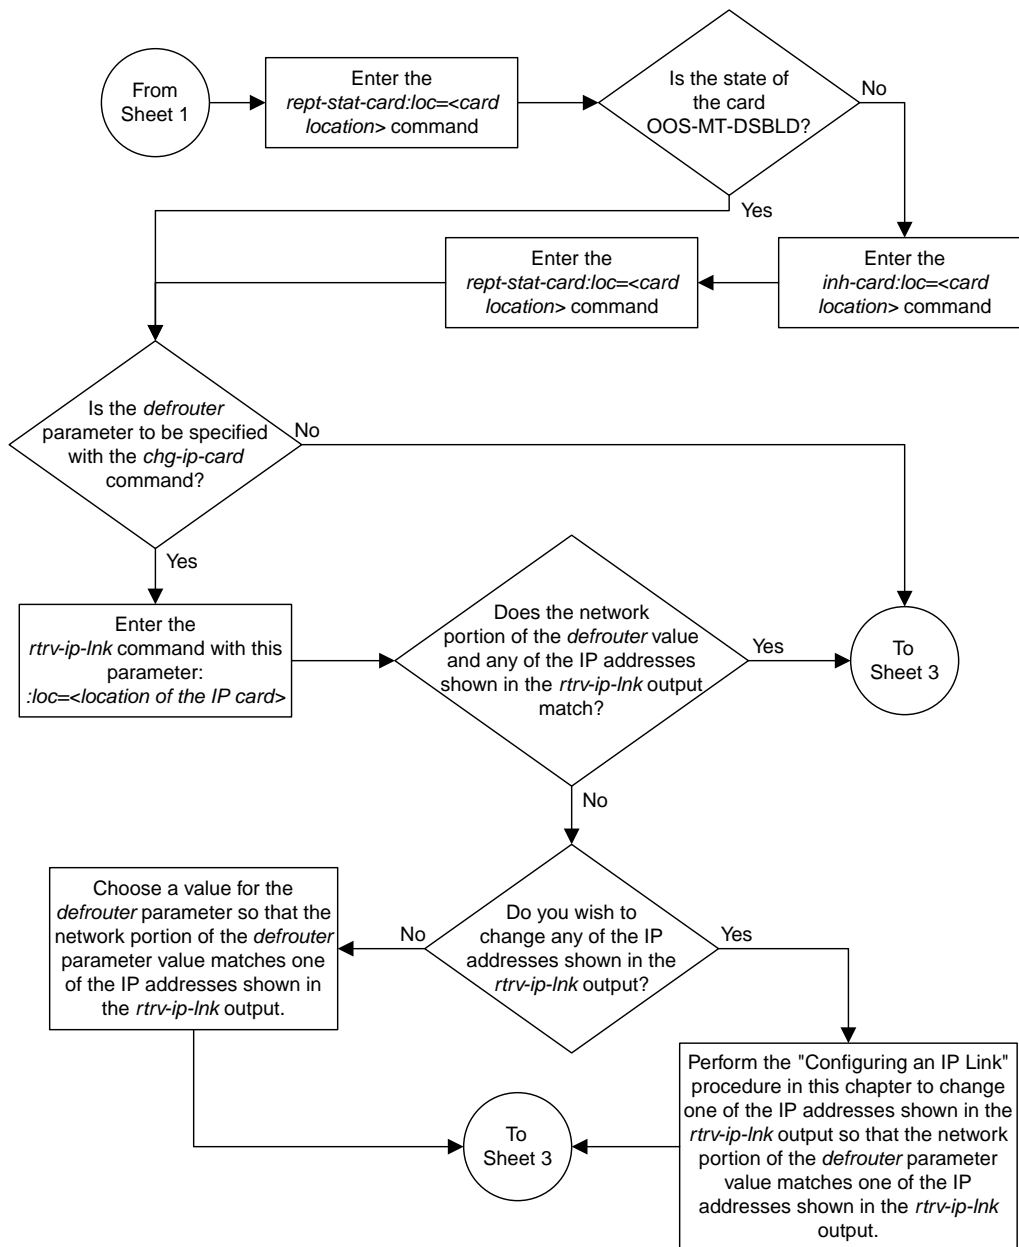 From
Sheet 1
Enter the
rept-stat-card:loc=<card
location> command
Is the state of
the card
OOS-MT-DSBLD?
No
Yes
Enter the
rept-stat-card:loc=<card
location> command
Enter the
inh-card:loc=<card
location> command
Is the defrouter
parameter to be specified
with the chg-ip-card
command?
No
Yes
Enter the
rtrv-ip-lnk command with this
parameter:
:loc=<location of the IP card>
Does the network
portion of the defrouter value
and any of the IP addresses
shown in the rtrv-ip-lnk output
match?
Yes
To
Sheet 3
No
Do you wish to
change any of the IP
addresses shown in the
rtrv-ip-lnk output?
No
Yes
Choose a value for the
defrouter parameter so that the
network portion of the defrouter
parameter value matches one
of the IP addresses shown in
the rtrv-ip-lnk output.
Perform the "Configuring an IP Link"
procedure in this chapter to change
one of the IP addresses shown in the
rtrv-ip-lnk output so that the network
portion of the defrouter parameter
value matches one of the IP
addresses shown in the rtrv-ip-lnk
output.
To
Sheet 3